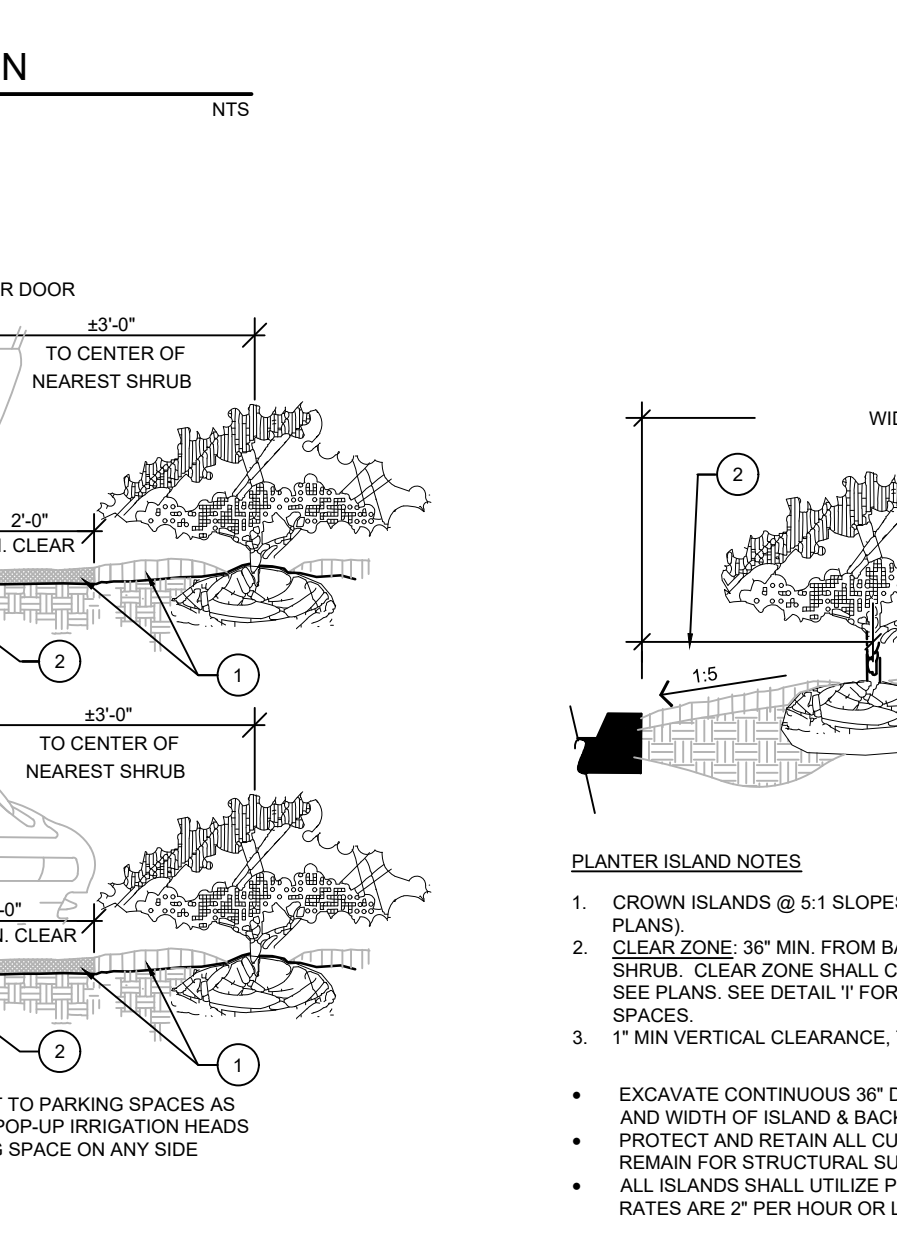 N
NTS
R DOOR
±3'-0"
TO CENTER OF
NEAREST SHRUB
2'-0"
. CLEAR
2
1
±3'-0"
TO CENTER OF
NEAREST SHRUB
-0"
N. CLEAR
2
1
T TO PARKING SPACES AS
POP-UP IRRIGATION HEADS
G SPACE ON ANY SIDE
WID
2
1:5
PLANTER ISLAND NOTES
1. CROWN ISLANDS @ 5:1 SLOPES
PLANS).
2. CLEAR ZONE: 36" MIN. FROM BA
SHRUB. CLEAR ZONE SHALL C
SEE PLANS. SEE DETAIL 'I' FOR
SPACES.
3. 1" MIN VERTICAL CLEARANCE,
• EXCAVATE CONTINUOUS 36" D
AND WIDTH OF ISLAND & BACK
• PROTECT AND RETAIN ALL CU
REMAIN FOR STRUCTURAL SU
• ALL ISLANDS SHALL UTILIZE P
RATES ARE 2" PER HOUR OR L